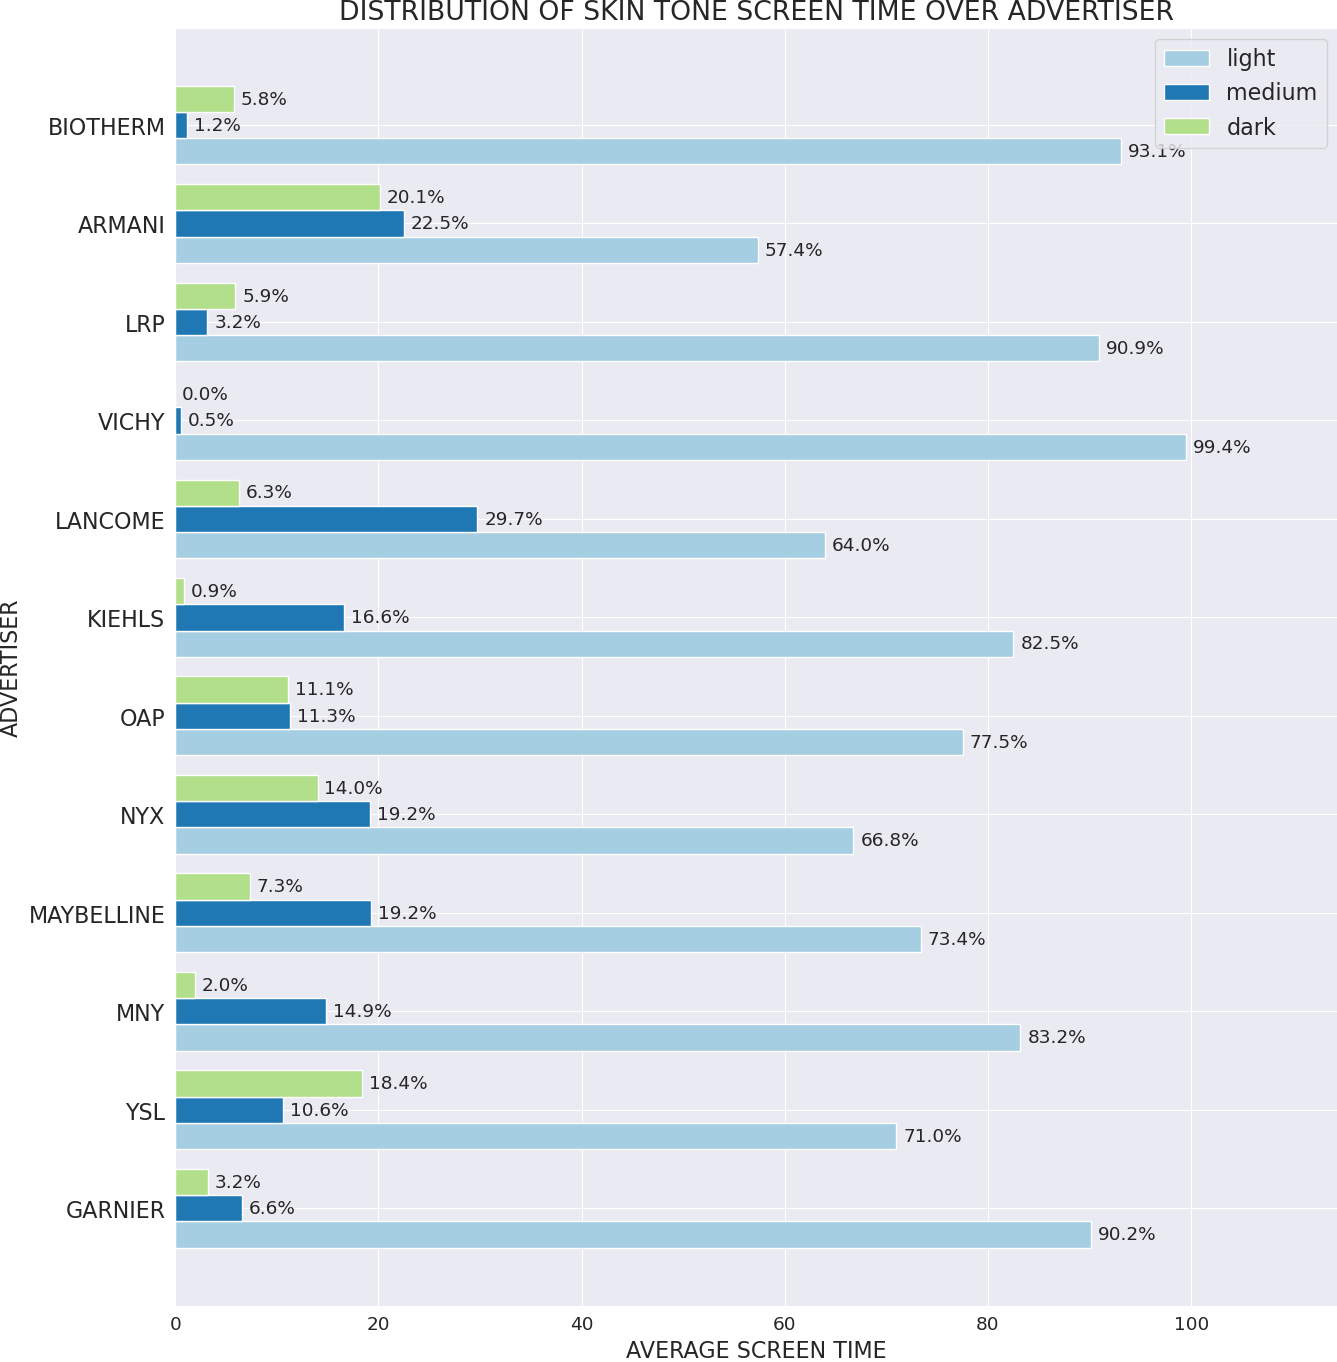 DISTRIBUTION OF SKIN TONE SCREEN TIME OVER ADVERTISER
light
medium
dark
BIOTHERM
5.8%
1.2%
93.1%
ARMANI
20.1%
22.5%
57.4%
LRP
5.9%
3.2%
90.9%
VICHY
0.0%
0.5%
99.4%
LANCOME
6.3%
29.7%
64.0%
KIEHLS
0.9%
16.6%
82.5%
OAP
11.1%
11.3%
77.5%
NYX
14.0%
19.2%
66.8%
MAYBELLINE
7.3%
19.2%
73.4%
MNY
2.0%
14.9%
83.2%
YSL
18.4%
10.6%
71.0%
GARNIER
3.2%
6.6%
90.2%
ADVERTISER
0 20 40 60 80 100
AVERAGE SCREEN TIME